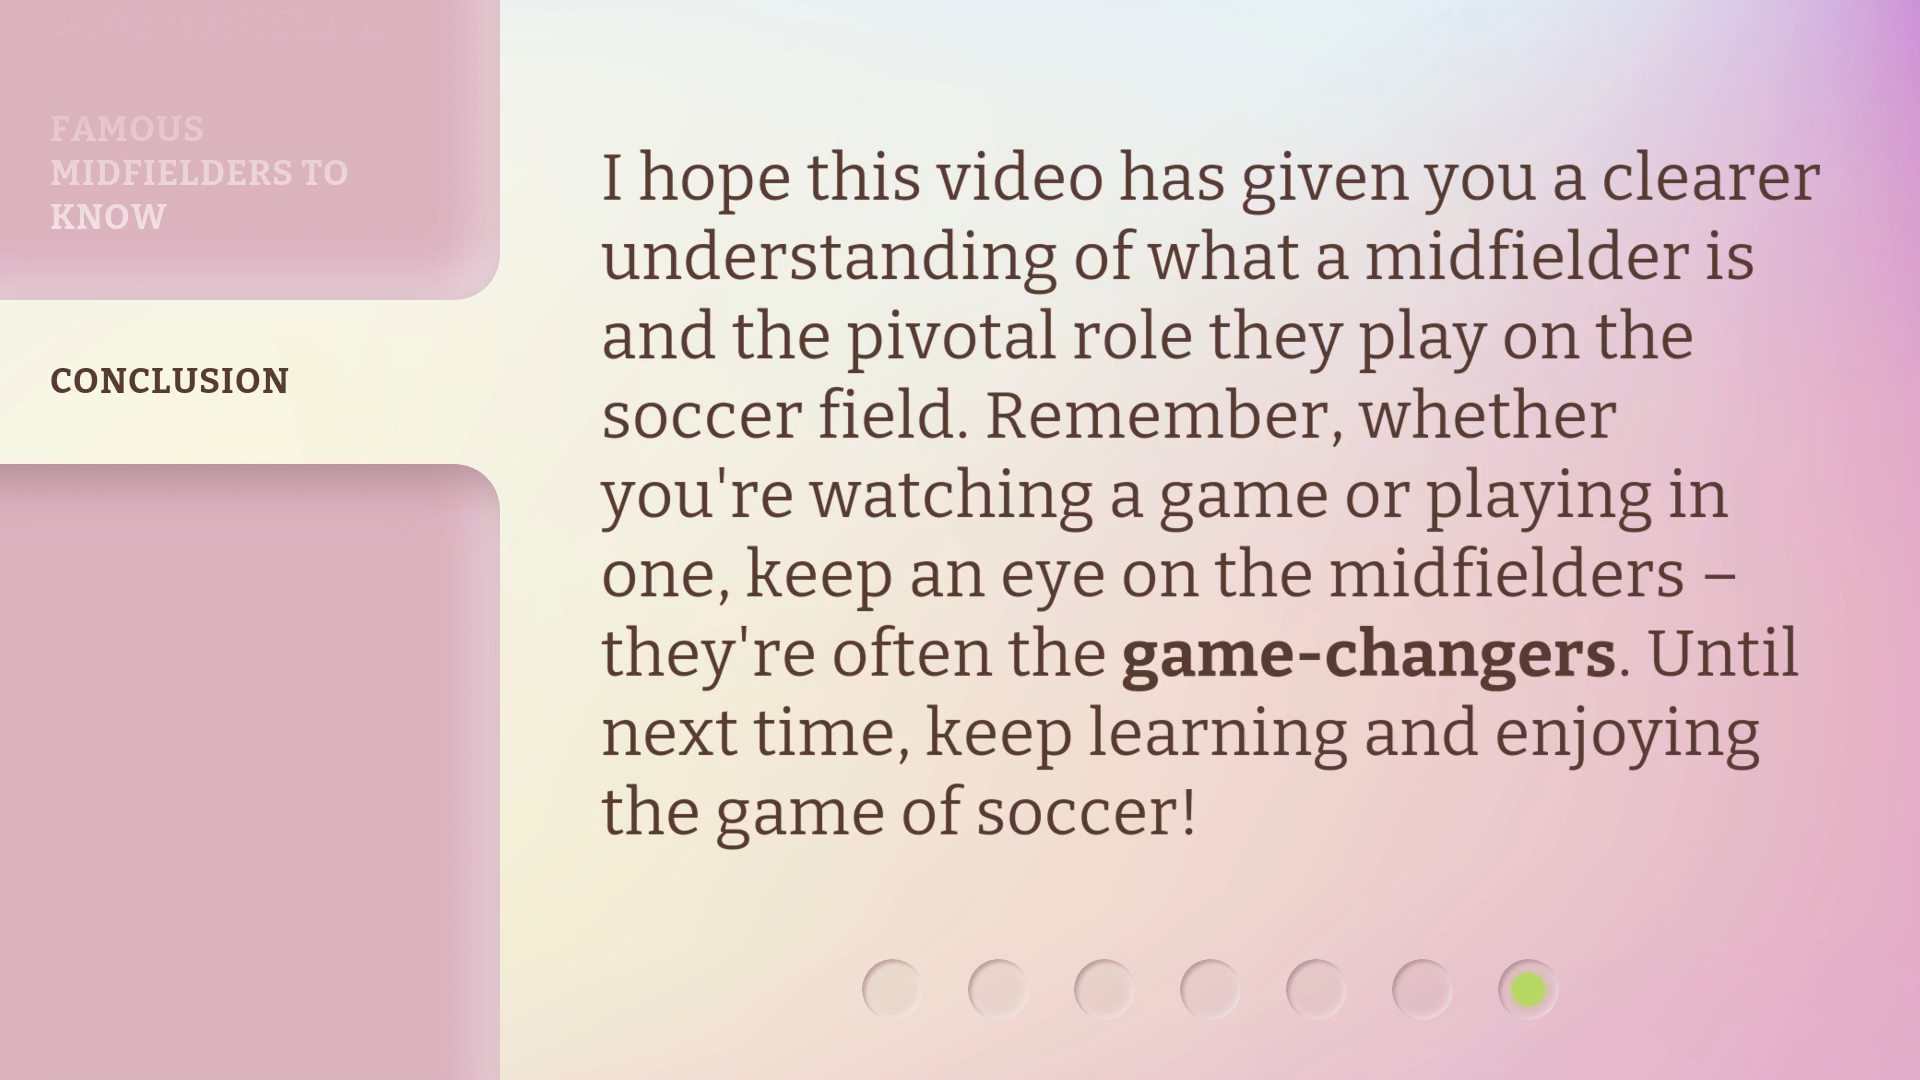 FAMOUS
MIDFIELDERS TO
KNOW
CONCLUSION
I hope this video has given you a clearer
understanding of what a midfielder is
and the pivotal role they play on the
soccer field. Remember, whether
you're watching a game or playing in
one, keep an eye on the midfielders –
they're often the game-changers. Until
next time, keep learning and enjoying
the game of soccer!